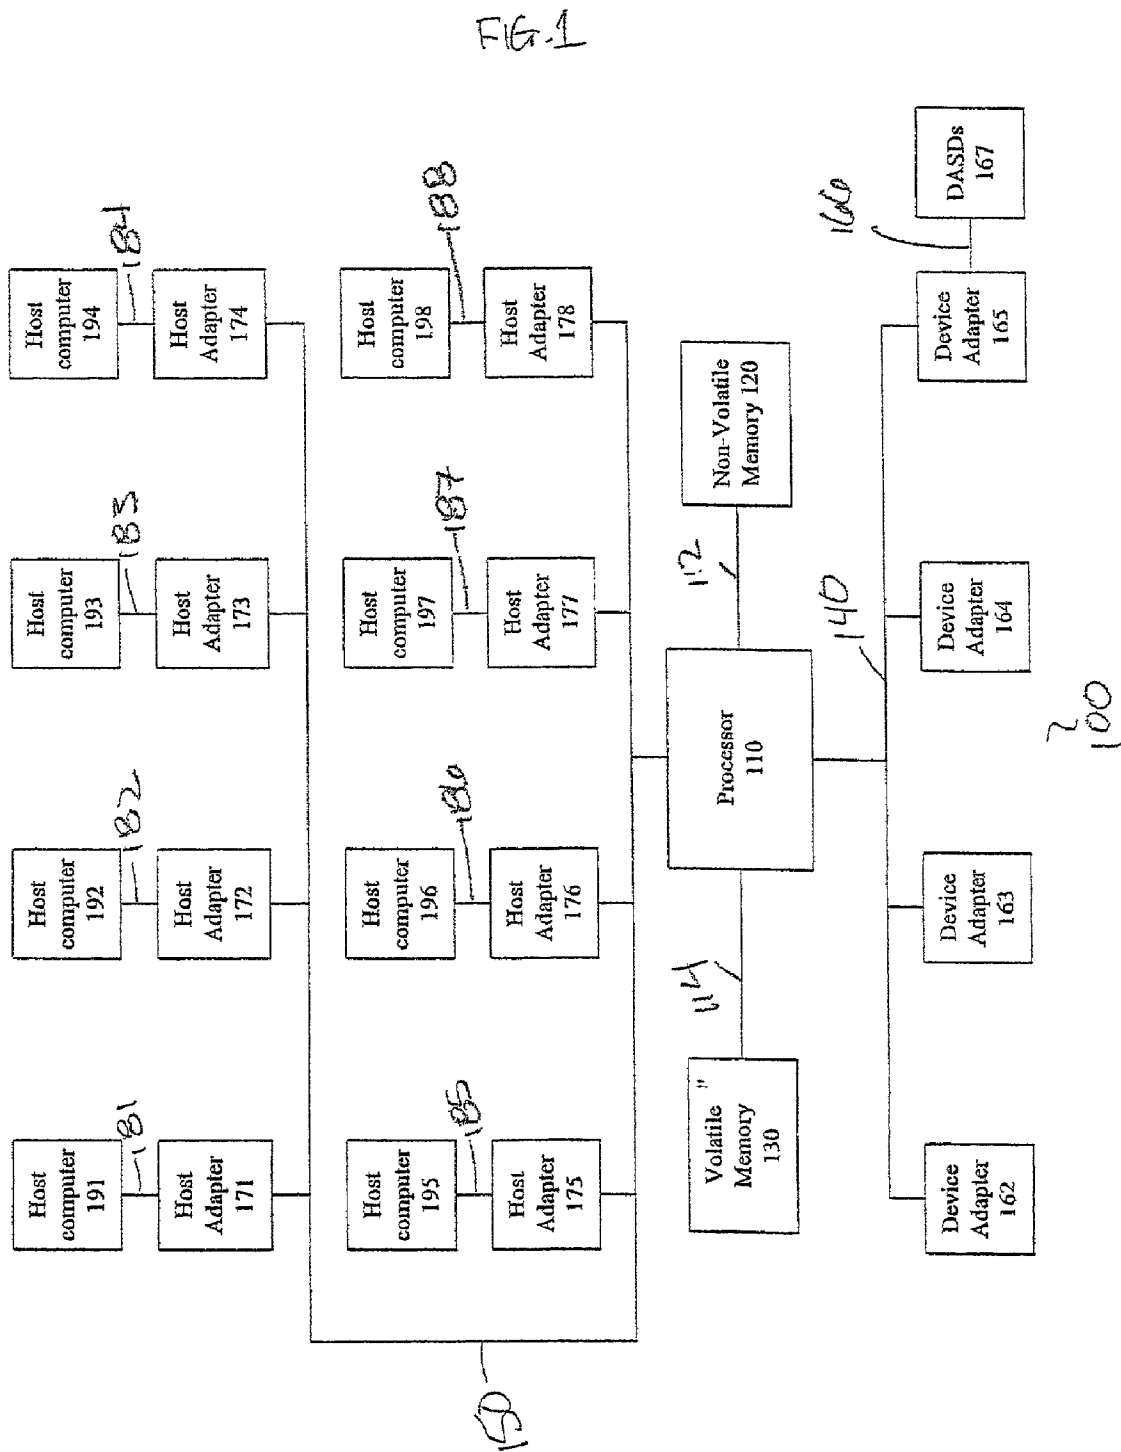 FIG. 1
Host
computer
191
181
Host
Adapter
171
Host
computer
192
182
Host
Adapter
172
Host
computer
193
183
Host
Adapter
173
Host
computer
194
184
Host
Adapter
174
150
Host
computer
195
185
Host
Adapter
175
Host
computer
196
186
Host
Adapter
176
Host
computer
197
187
Host
Adapter
177
Host
computer
198
188
Host
Adapter
178
Volatile "
Memory
130
114
Processor
110
112
Non-Volatile
Memory 120
140
Device
Adapter
162
Device
Adapter
163
Device
Adapter
164
Device
Adapter
165
166
DASDs
167
100